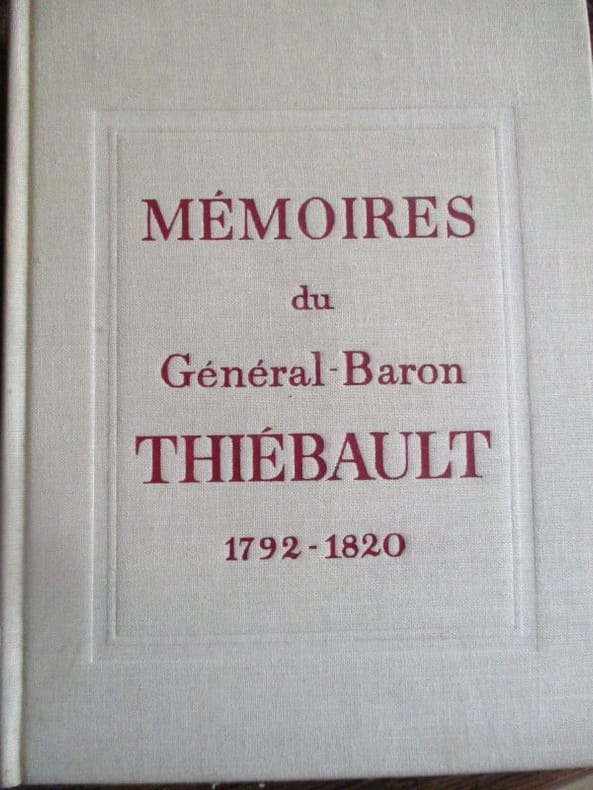 MÉMOIRES
du
Général-Baron
THIÉBAULT
1792-1820